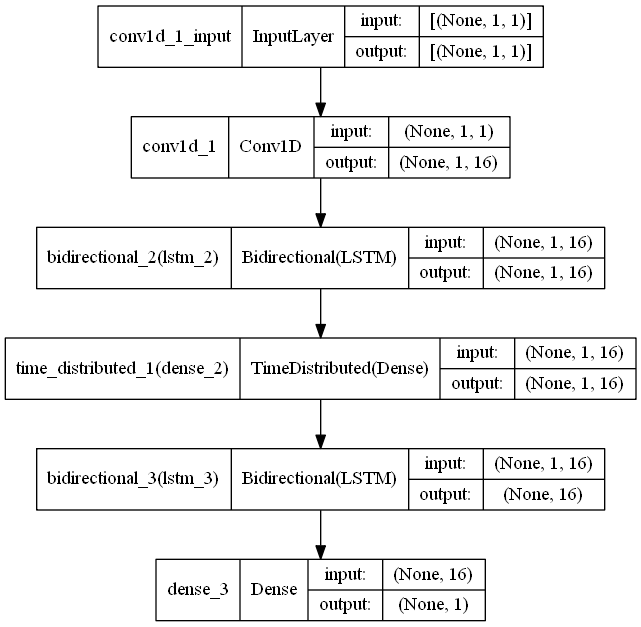 conv1d_1_input InputLayer input: [(None, 1, 1)]
output: [(None, 1, 1)]
conv1d_1 Conv1D input: (None, 1, 1)
output: (None, 1, 16)
bidirectional_2(lstm_2) Bidirectional(LSTM) input: (None, 1, 16)
output: (None, 1, 16)
time_distributed_1(dense_2) TimeDistributed(Dense) input: (None, 1, 16)
output: (None, 1, 16)
bidirectional_3(lstm_3) Bidirectional(LSTM) input: (None, 1, 16)
output: (None, 16)
dense_3 Dense input: (None, 16)
output: (None, 1)